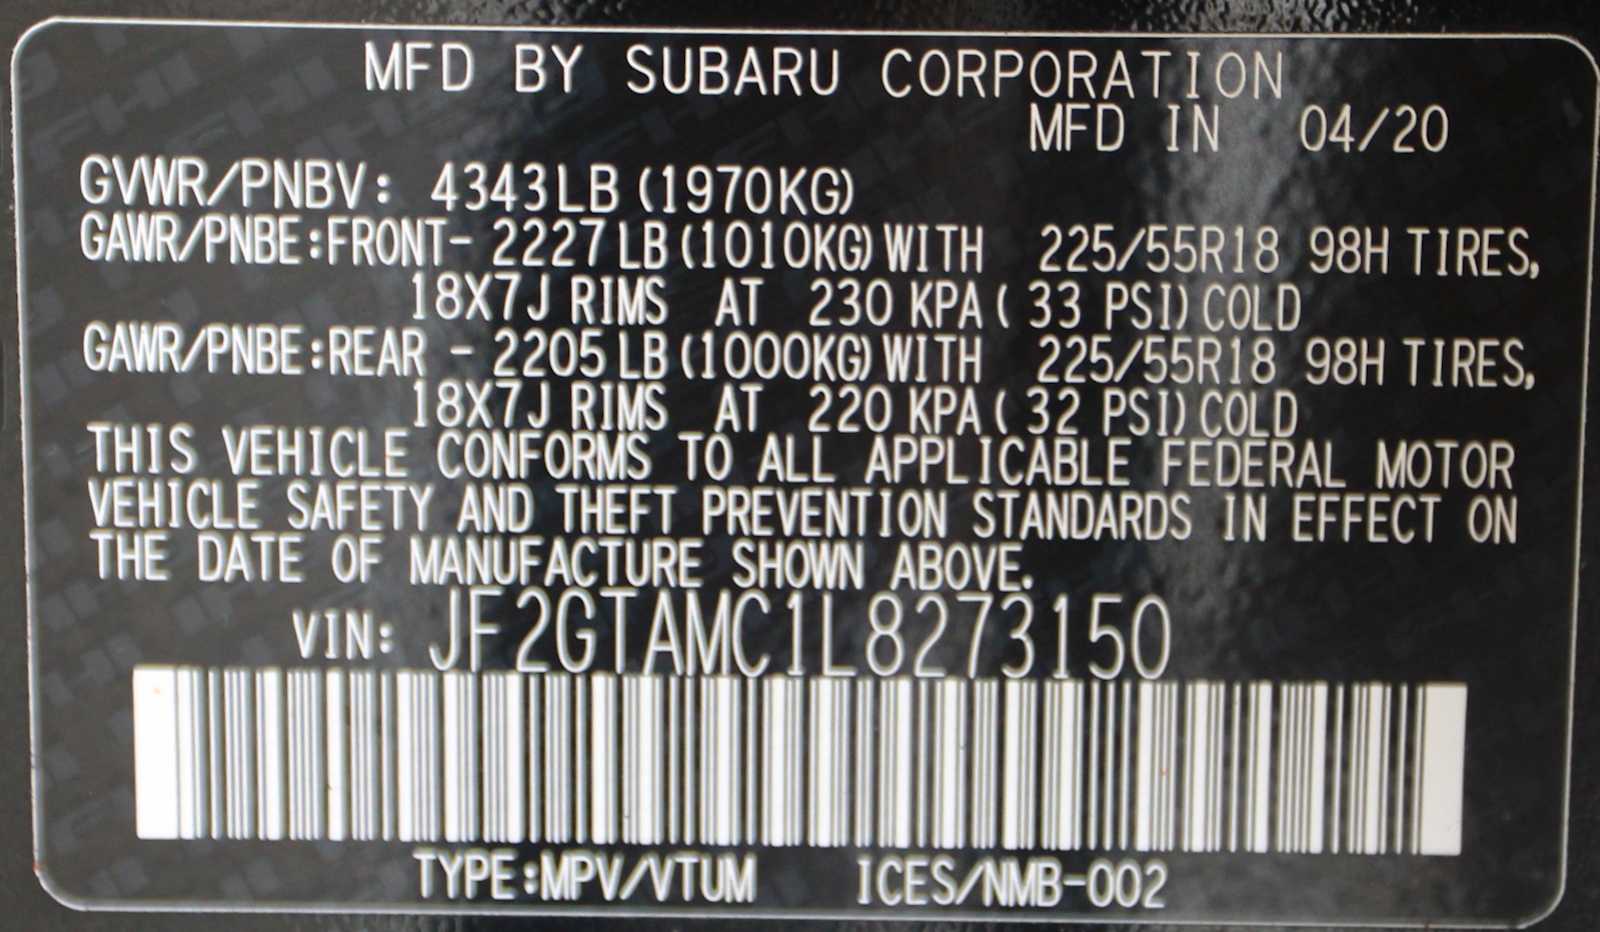 MFD BY SUBARU CORPORATION
MFD IN 04/20
GVWR/PNBV: 4343LB (1970KG)
GAWR/PNBE:FRONT- 2227LB(1010KG)WITH 225/55R18 98H TIRES,
18X7J RIMS AT 230 KPA( 33 PSI)COLD
GAWR/PNBE:REAR - 2205LB(1000KG)WITH 225/55R18 98H TIRES,
18X7J RIMS AT 220 KPA( 32 PSI)COLD
THIS VEHICLE CONFORMS TO ALL APPLICABLE FEDERAL MOTOR
VEHICLE SAFETY AND THEFT PREVENTION STANDARDS IN EFFECT ON
THE DATE OF MANUFACTURE SHOWN ABOVE.
VIN: JF2GTAMC1L8273150
TYPE:MPV/VTUM ICES/NMB-002